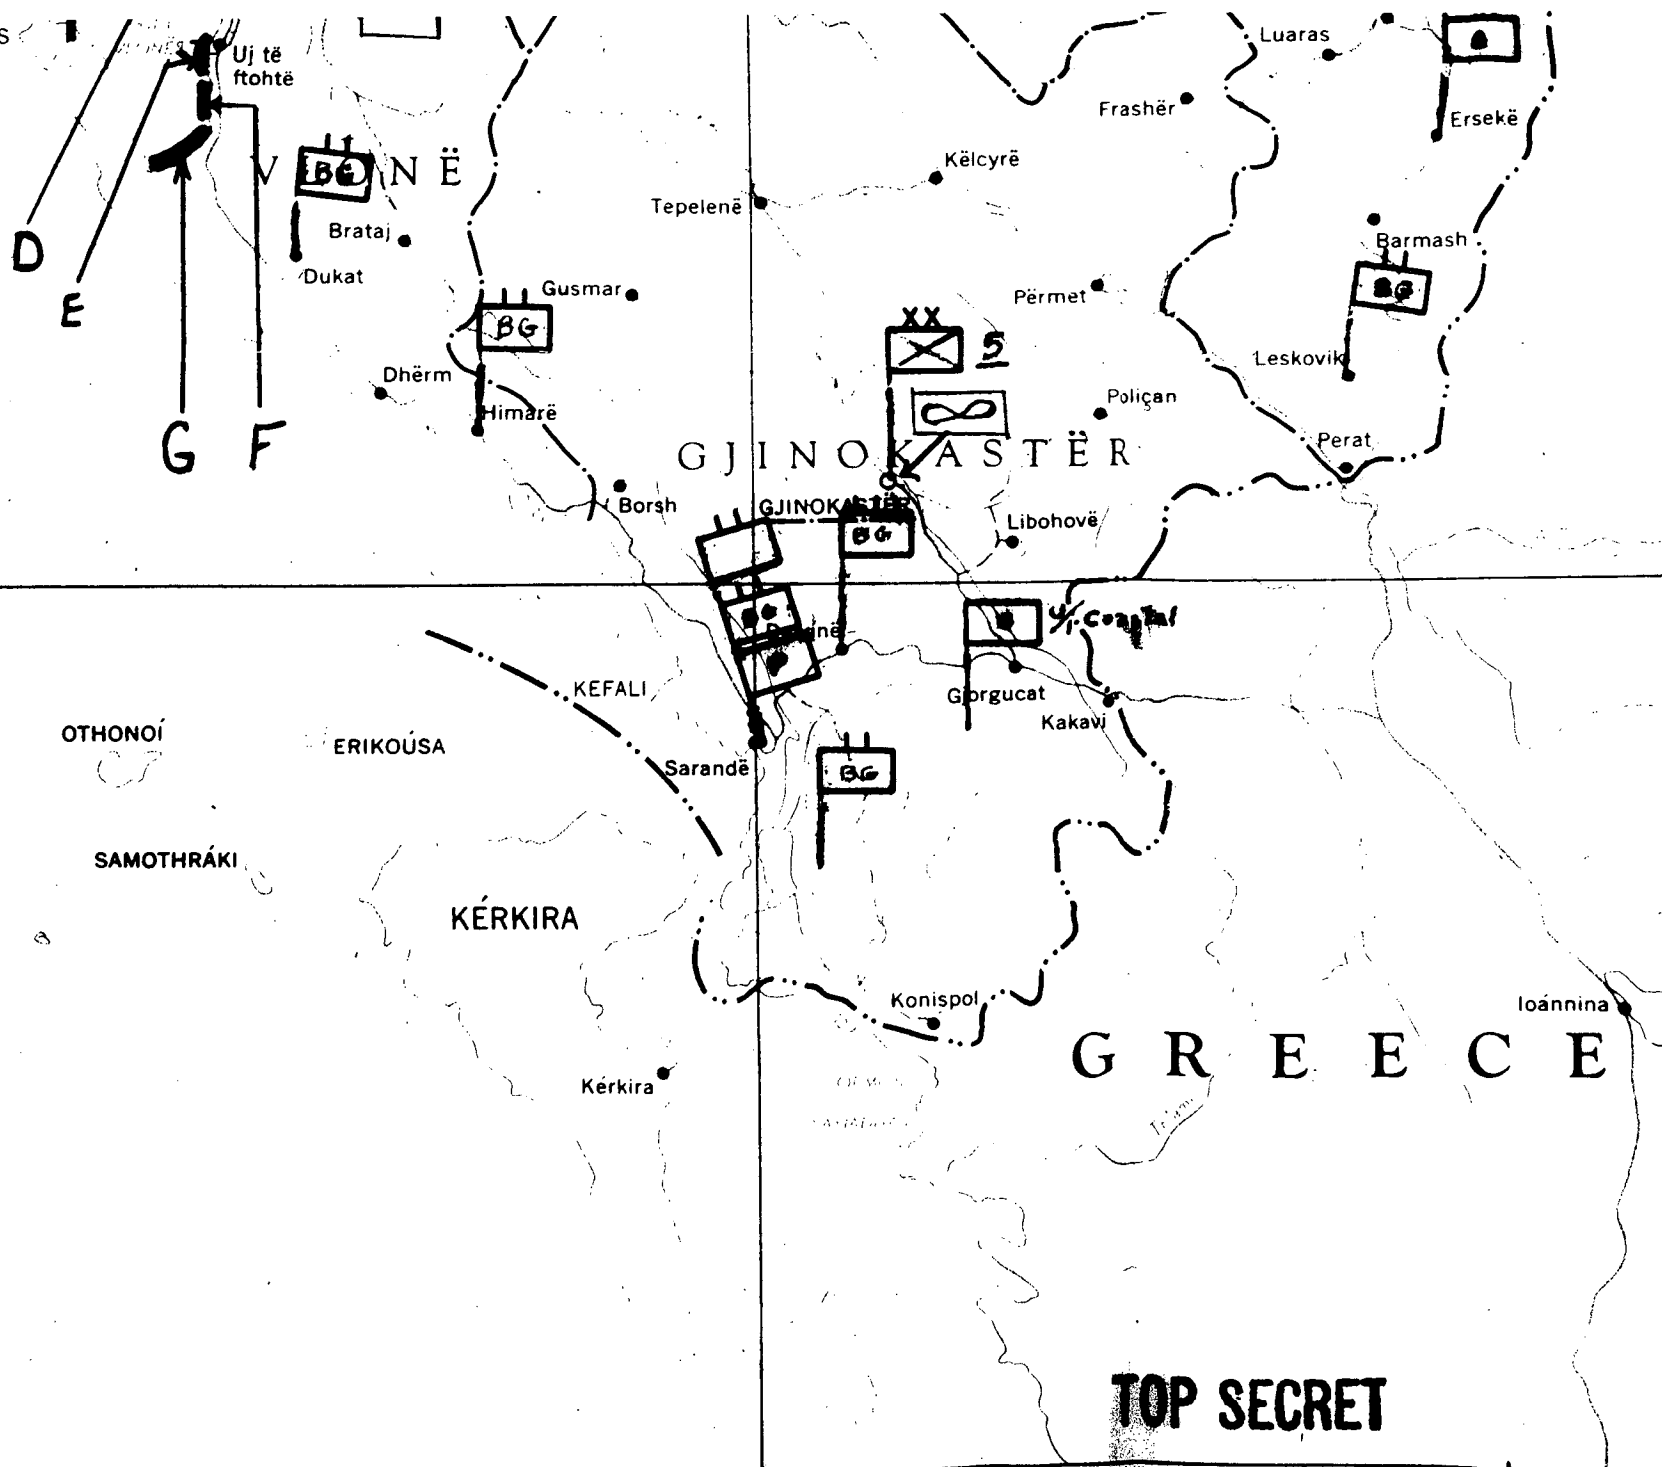 Luaras
Uj të
ftohtë
Frashër
Ersekë
Këlcyrë
BG
Tepelenë
Brataj
D
Barmash
Dukat
E
Gusmar
Përmet
BG
XX
BG
5
Leskovik
Dhërm
Poliçan
Himarë
G
F
Perat
GJINOKASTËR
Borsh
GJINOKASTËR
Libohovë
BG
KEFALI
Gjorgucat
Kakavi
OTHONOÍ
ERIKOÚSA
Sarandë
BG
SAMOTHRÁKI
KÉRKIRA
Konispol
Ioánnina
GREECE
Kérkira
TOP SECRET